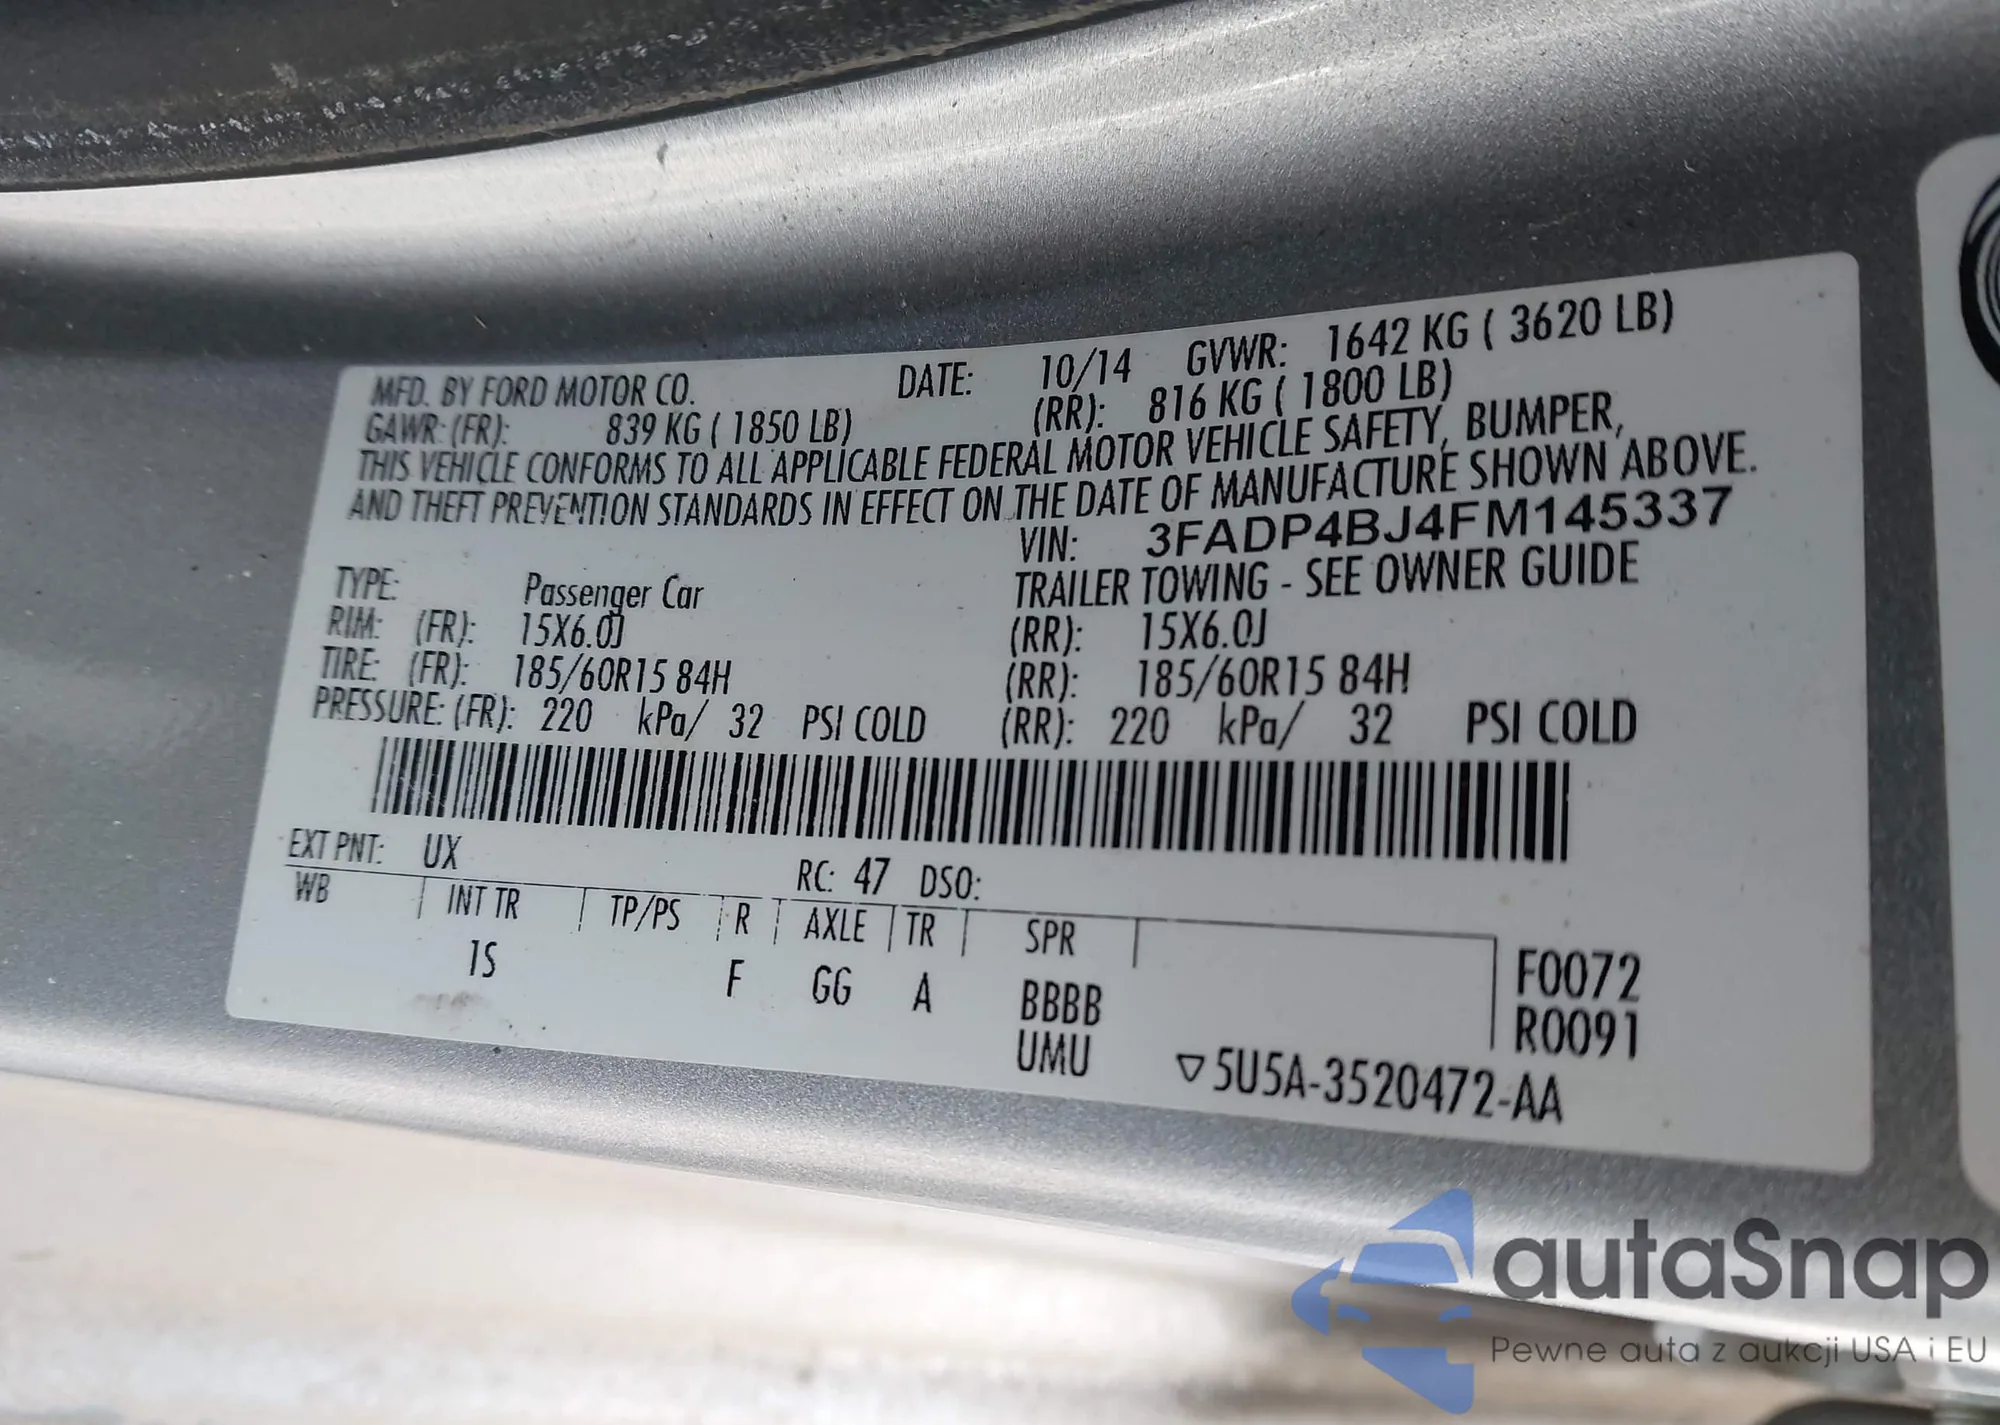 MFD. BY FORD MOTOR CO. DATE: 10/14 GVWR: 1642 KG ( 3620 LB)
GAWR: (FR): 839 KG ( 1850 LB) (RR): 816 KG ( 1800 LB)
THIS VEHICLE CONFORMS TO ALL APPLICABLE FEDERAL MOTOR VEHICLE SAFETY, BUMPER,
AND THEFT PREVENTION STANDARDS IN EFFECT ON THE DATE OF MANUFACTURE SHOWN ABOVE.
VIN: 3FADP4BJ4FM145337
TYPE: Passenger Car TRAILER TOWING - SEE OWNER GUIDE
RIM: (FR): 15X6.0J (RR): 15X6.0J
TIRE: (FR): 185/60R15 84H (RR): 185/60R15 84H
PRESSURE: (FR): 220 kPa/ 32 PSI COLD (RR): 220 kPa/ 32 PSI COLD
EXT PNT: UX RC: 47 DSO:
WB INT TR TP/PS R AXLE TR SPR
1S F GG A BBBB F0072
UMU R0091
▽5U5A-3520472-AA
autaSnap
Pewne auta z aukcji USA i EU